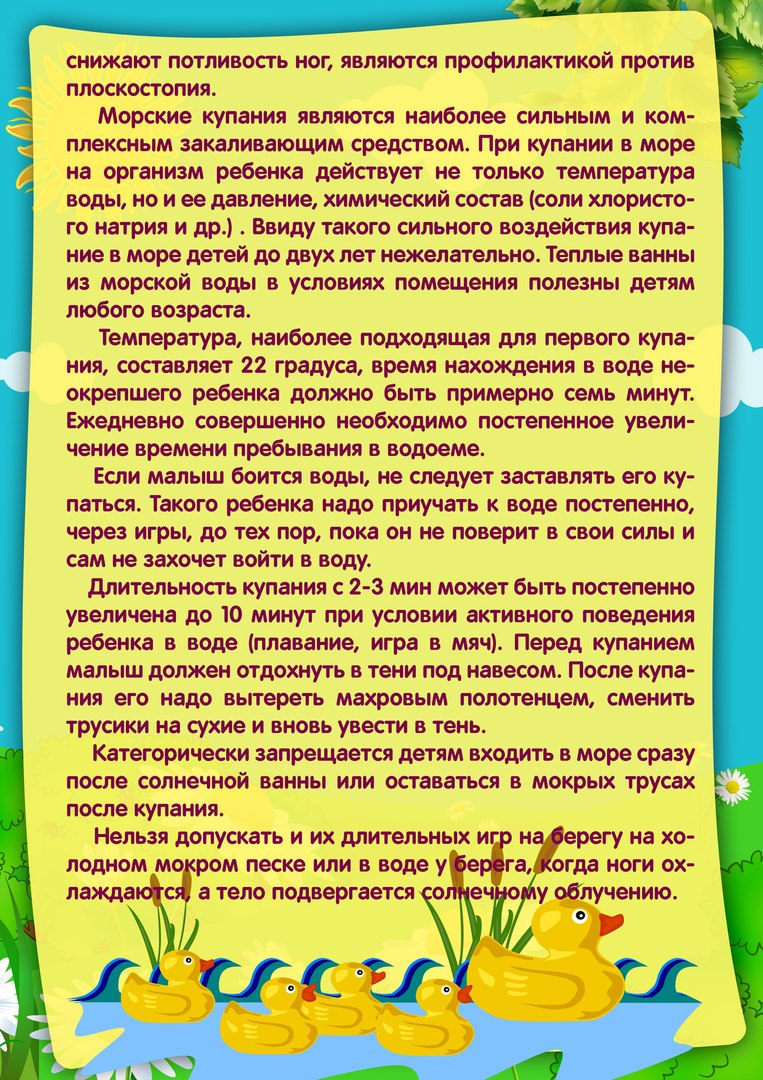 снижают потливость ног, являются профилактикой против
плоскостопия.
Морские купания являются наиболее сильным и ком-
плексным закаливающим средством. При купании в море
на организм ребенка действует не только температура
воды, но и ее давление, химический состав (соли хлористо-
го натрия и др.) . Ввиду такого сильного воздействия купа-
ние в море детей до двух лет нежелательно. Теплые ванны
из морской воды в условиях помещения полезны детям
любого возраста.
Температура, наиболее подходящая для первого купа-
ния, составляет 22 градуса, время нахождения в воде не-
окрепшего ребенка должно быть примерно семь минут.
Ежедневно совершенно необходимо постепенное увели-
чение времени пребывания в водоеме.
Если малыш боится воды, не следует заставлять его ку-
паться. Такого ребенка надо приучать к воде постепенно,
через игры, до тех пор, пока он не поверит в свои силы и
сам не захочет войти в воду.
Длительность купания с 2-3 мин может быть постепенно
увеличена до 10 минут при условии активного поведения
ребенка в воде (плавание, игра в мяч). Перед купанием
малыш должен отдохнуть в тени под навесом. После купа-
ния его надо вытереть махровым полотенцем, сменить
трусики на сухие и вновь увести в тень.
Категорически запрещается детям входить в море сразу
после солнечной ванны или оставаться в мокрых трусах
после купания.
Нельзя допускать и их длительных игр на берегу на хо-
лодном мокром песке или в воде у берега, когда ноги ох-
лаждаются, а тело подвергается солнечному облучению.